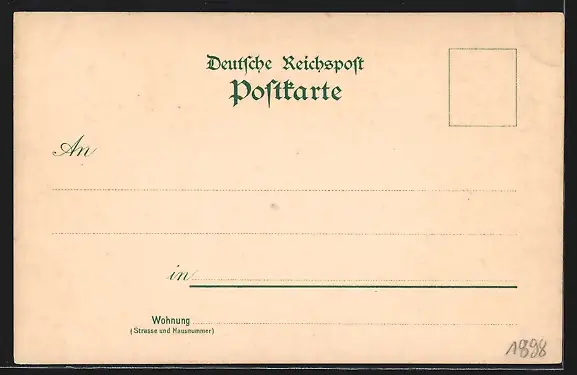 Deutsche Reichspost
Postkarte
An
in
Wohnung
(Strasse und Hausnummer)
1898